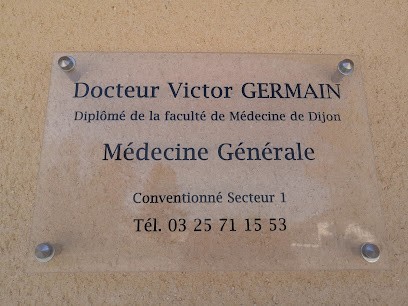 Docteur Victor GERMAIN
Diplômé de la faculté de Médecine de Dijon
Médecine Générale
Conventionné Secteur 1
Tél. 03 25 71 15 53